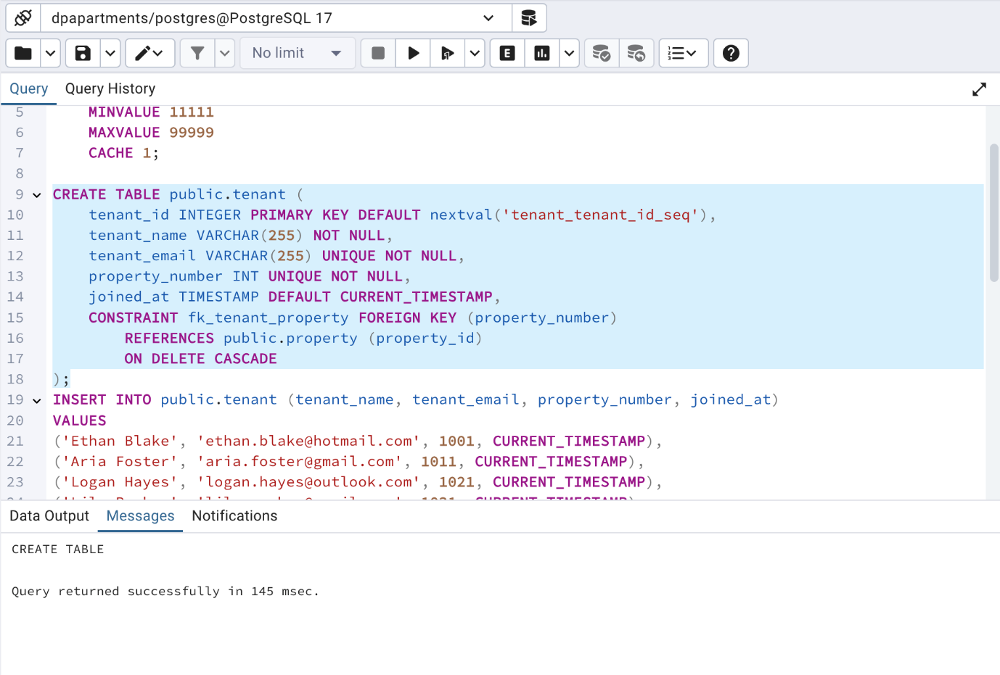 dpapartments/postgres@PostgreSQL 17
No limit
E
Query Query History
5 MINVALUE 11111
6 MAXVALUE 99999
7 CACHE 1;
8
9 CREATE TABLE public.tenant (
10 tenant_id INTEGER PRIMARY KEY DEFAULT nextval('tenant_tenant_id_seq'),
11 tenant_name VARCHAR(255) NOT NULL,
12 tenant_email VARCHAR(255) UNIQUE NOT NULL,
13 property_number INT UNIQUE NOT NULL,
14 joined_at TIMESTAMP DEFAULT CURRENT_TIMESTAMP,
15 CONSTRAINT fk_tenant_property FOREIGN KEY (property_number)
16 REFERENCES public.property (property_id)
17 ON DELETE CASCADE
18 );
19 INSERT INTO public.tenant (tenant_name, tenant_email, property_number, joined_at)
20 VALUES
21 ('Ethan Blake', 'ethan.blake@hotmail.com', 1001, CURRENT_TIMESTAMP),
22 ('Aria Foster', 'aria.foster@gmail.com', 1011, CURRENT_TIMESTAMP),
23 ('Logan Hayes', 'logan.hayes@outlook.com', 1021, CURRENT_TIMESTAMP),
Data Output Messages Notifications
CREATE TABLE
Query returned successfully in 145 msec.